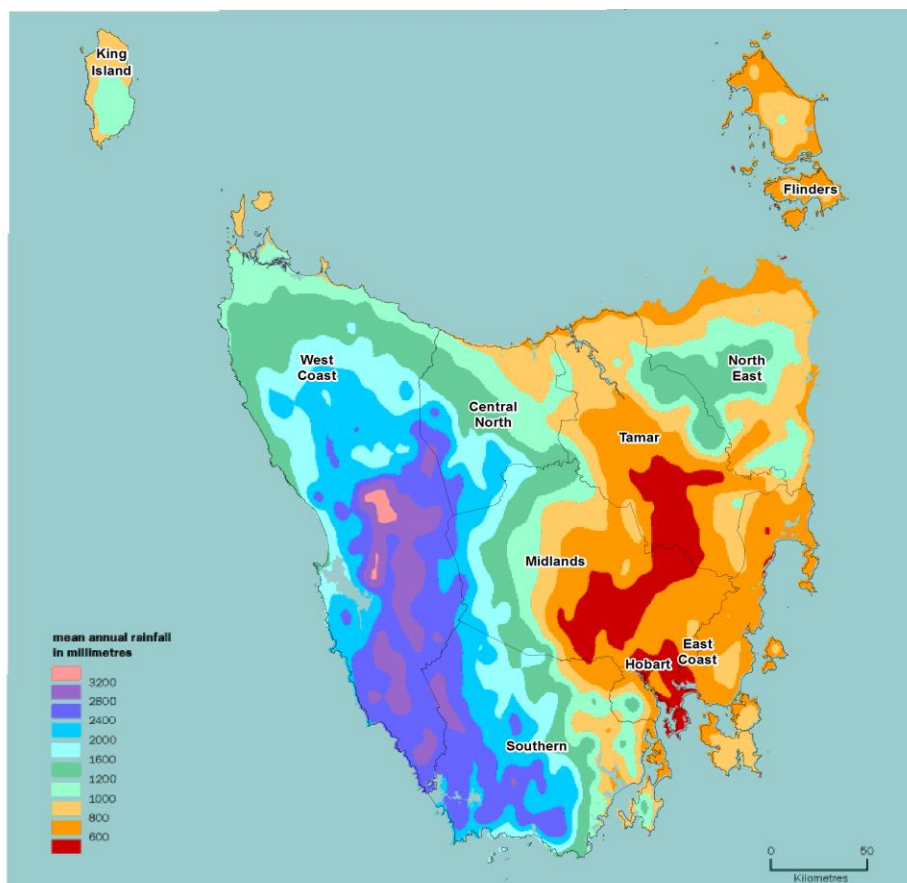 King
Island
Flinders
West
Coast
North
East
Central
North
Tamar
Midlands
East
Coast
Hobart
Southern
mean annual rainfall
in millimetres
3200
2800
2400
2000
1600
1200
1000
800
600
0 50
Kilometres